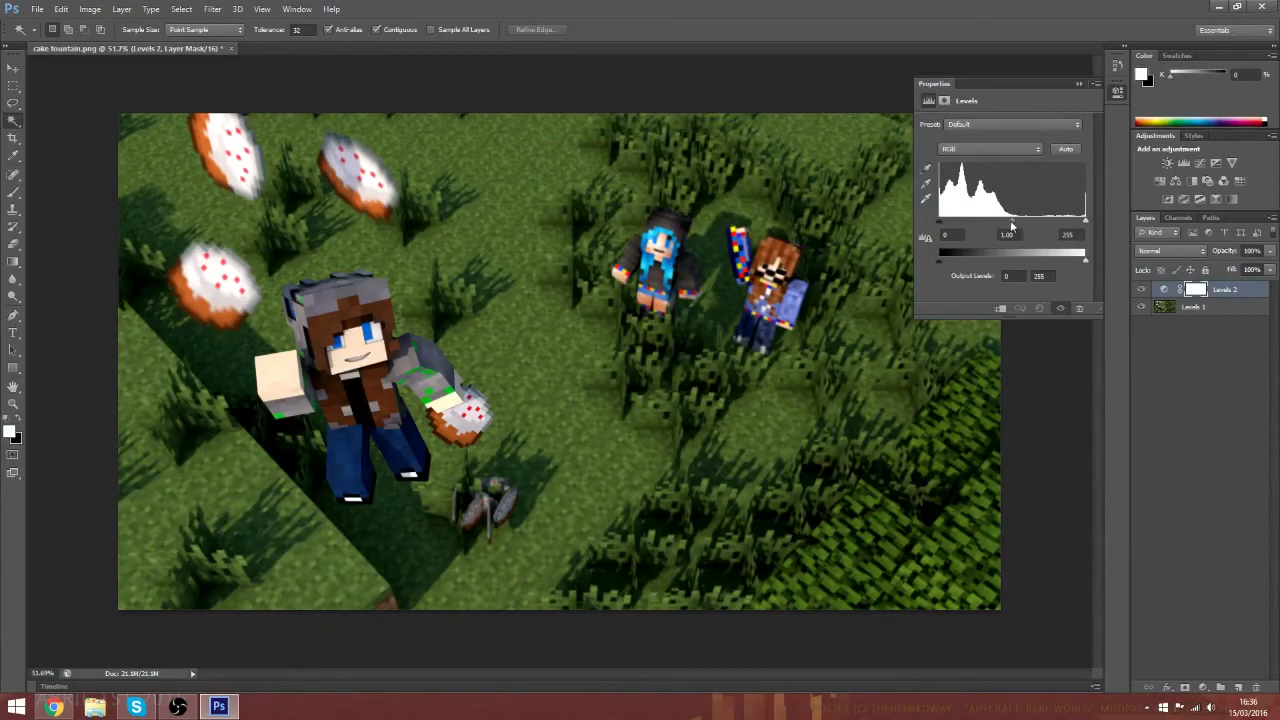 Ps File Edit Image Layer Type Select Filter 3D View Window Help
Sample Size: Point Sample Tolerance: 32 Anti-alias Contiguous Sample All Layers Refine Edge... Essentials
cake fountain.png @ 51.7% (Levels 2, Layer Mask/16) * ×
Color Swatches
K 0 %
Properties
Levels
Preset: Default
RGB Auto
0 1.00 255
Output Levels: 0 255
Adjustments Styles
Add an adjustment
Layers Channels Paths
Kind
Normal Opacity: 100%
Lock: Fill: 100%
Levels 2
Levels 1
51.69% Doc: 21.1M/21.1M
Timeline
16:36
15/03/2016